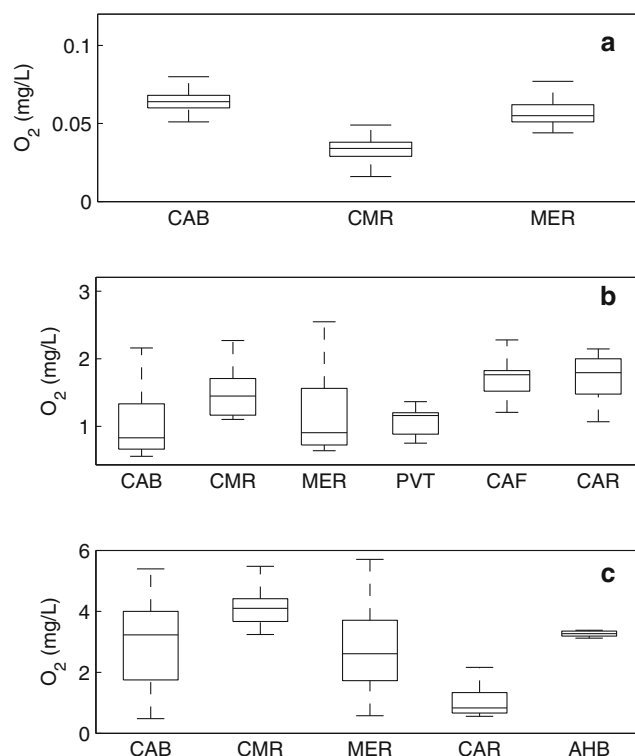 a
0.1
0.05
0
O2 (mg/L)
CAB CMR MER
b
3
2
1
O2 (mg/L)
CAB CMR MER PVT CAF CAR
c
6
4
2
0
O2 (mg/L)
CAB CMR MER CAR AHB